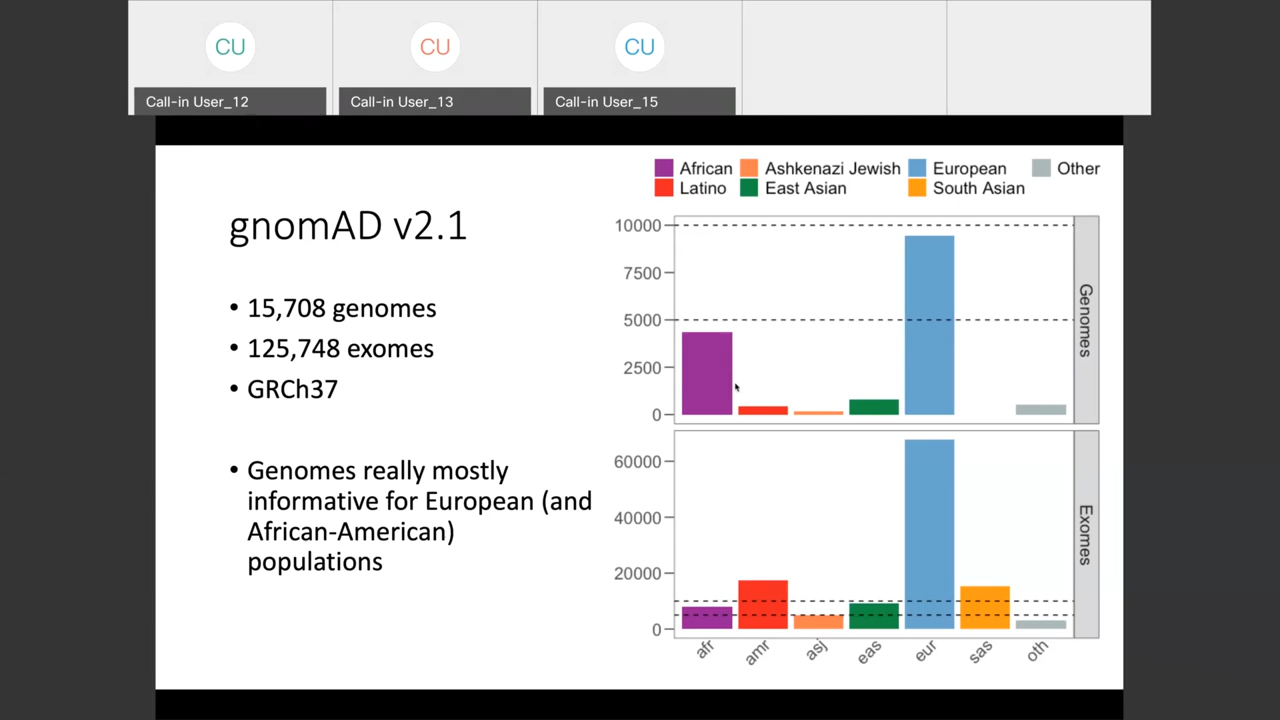 CU
CU
CU
Call-in User_12
Call-in User_13
Call-in User_15
gnomAD v2.1
• 15,708 genomes
• 125,748 exomes
• GRCh37
• Genomes really mostly
informative for European (and
African-American)
populations
African Ashkenazi Jewish European Other
Latino East Asian South Asian
10000
7500
5000
2500
0
Genomes
60000
40000
20000
0
Exomes
afr amr asj eas eur sas oth